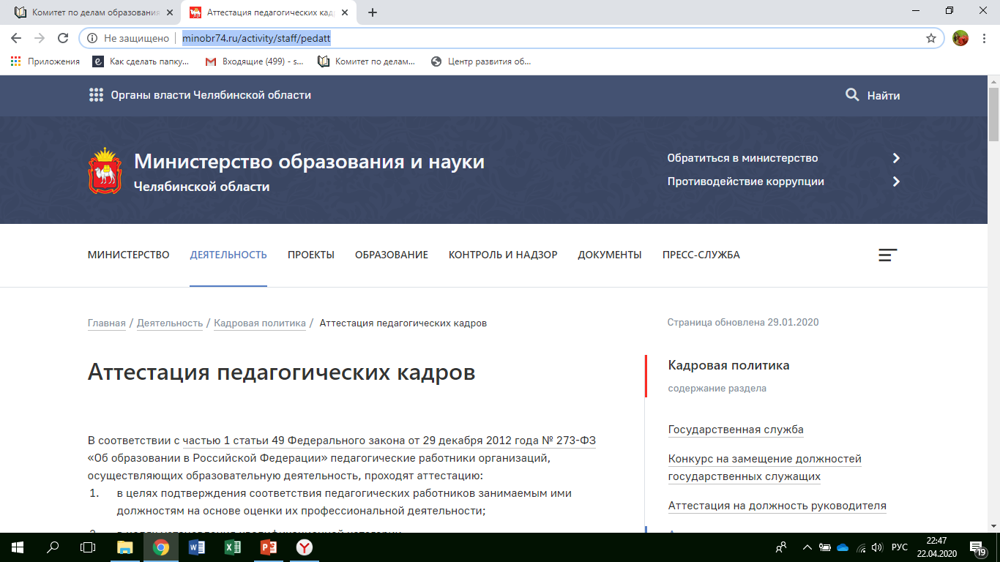 Комитет по делам образования
Аттестация педагогических кад
Не защищено
minobr74.ru/activity/staff/pedatt
Приложения
Как сделать папку...
Входящие (499) - s...
Комитет по делам...
Центр развития об...
Органы власти Челябинской области
Найти
Министерство образования и науки
Челябинской области
Обратиться в министерство
Противодействие коррупции
МИНИСТЕРСТВО
ДЕЯТЕЛЬНОСТЬ
ПРОЕКТЫ
ОБРАЗОВАНИЕ
КОНТРОЛЬ И НАДЗОР
ДОКУМЕНТЫ
ПРЕСС-СЛУЖБА
Главная / Деятельность / Кадровая политика / Аттестация педагогических кадров
Страница обновлена 29.01.2020
Аттестация педагогических кадров
В соответствии с частью 1 статьи 49 Федерального закона от 29 декабря 2012 года № 273-ФЗ
«Об образовании в Российской Федерации» педагогические работники организаций,
осуществляющих образовательную деятельность, проходят аттестацию:
1. в целях подтверждения соответствия педагогических работников занимаемым ими
должностям на основе оценки их профессиональной деятельности;
Кадровая политика
содержание раздела
Государственная служба
Конкурс на замещение должностей
государственных служащих
Аттестация на должность руководителя
РУС
22:47
22.04.2020
19